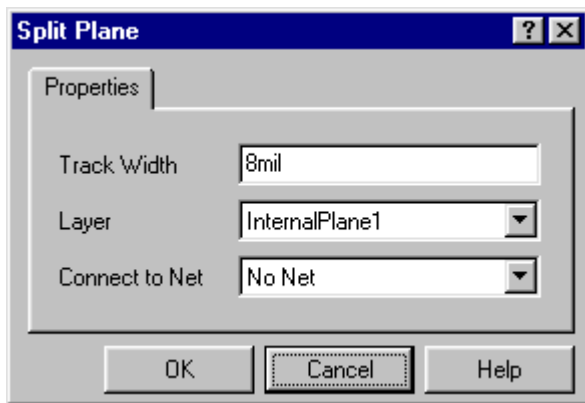 Split Plane
Properties
Track Width 8mil
Layer InternalPlane1
Connect to Net No Net
OK Cancel Help